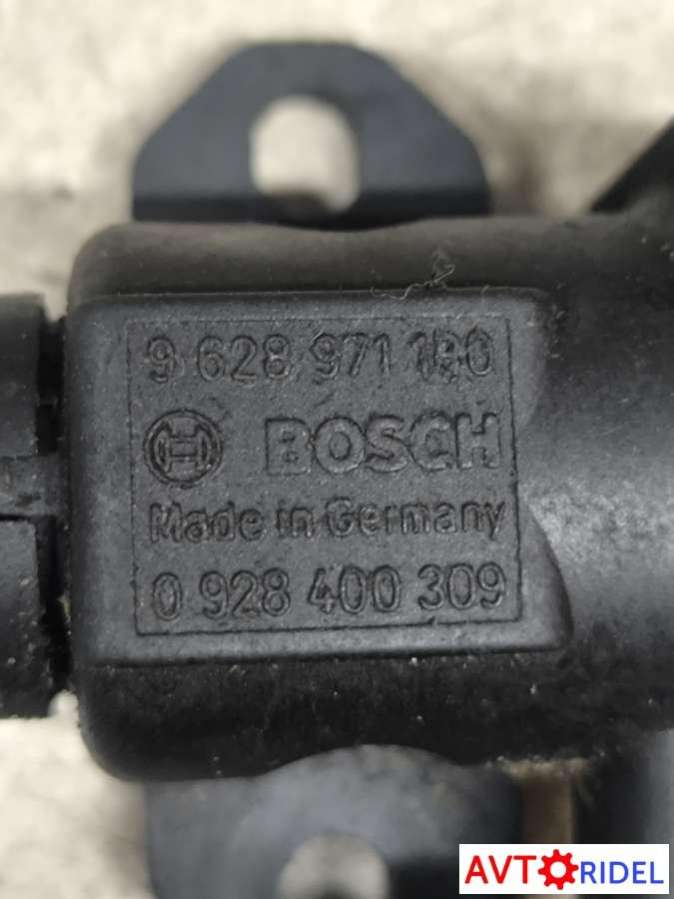 9 628 971 180
BOSCH
Made in Germany
0 928 400 309
AVTORIDEL